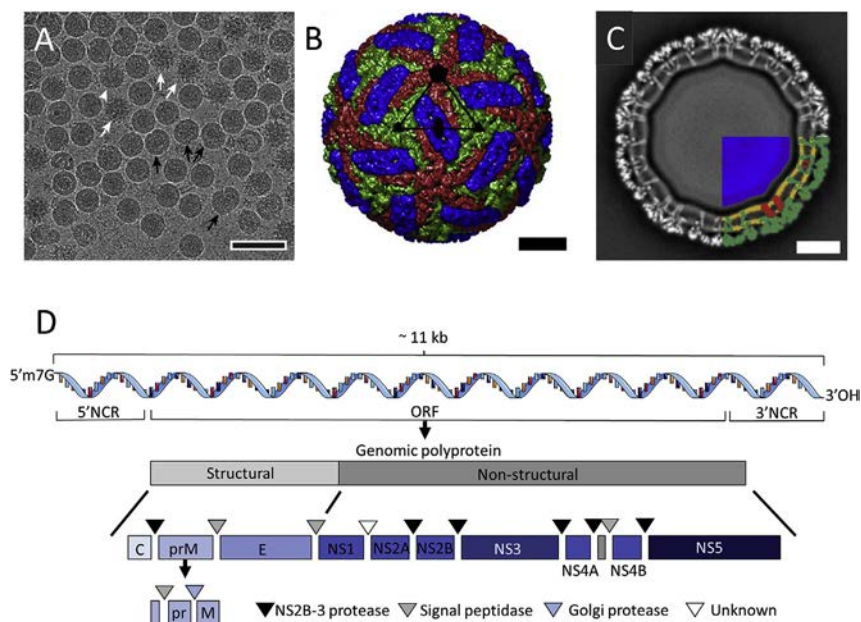 A
B
C
D
~ 11 kb
5'm7G
3'OH
5'NCR
ORF
3'NCR
Genomic polyprotein
Structural
Non-structural
C
prM
E
NS1
NS2A
NS2B
NS3
NS4A
NS4B
NS5
pr
M
NS2B-3 protease
Signal peptidase
Golgi protease
Unknown